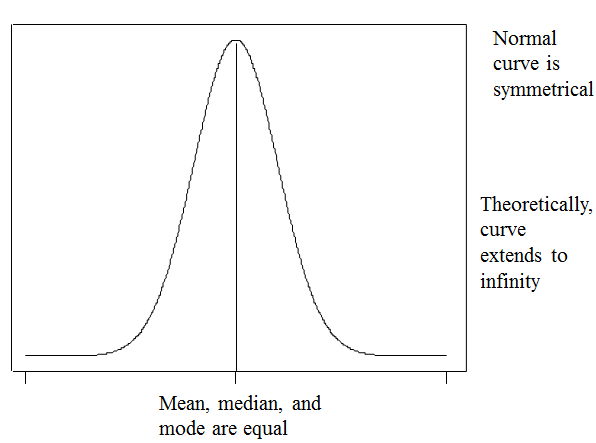 Normal
curve is
symmetrical
Theoretically,
curve
extends to
infinity
Mean, median, and
mode are equal